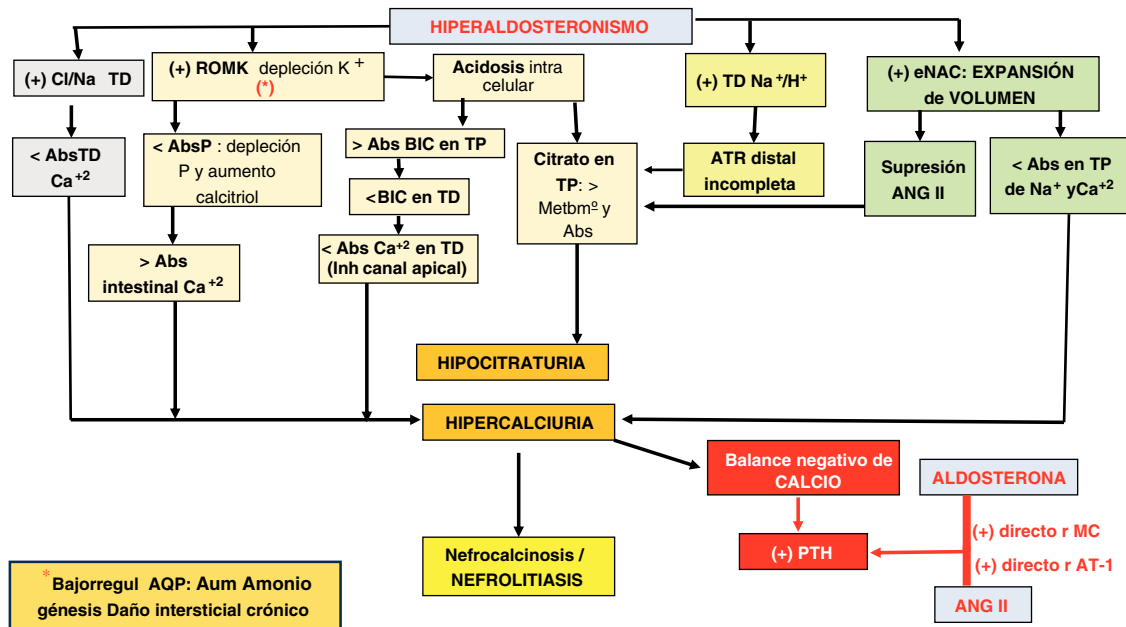 HIPERALDOSTERONISMO
(+) Cl/Na TD
(+) ROMK depleción K +
(*)
Acidosis intra
celular
(+) TD Na +/H+
(+) eNAC: EXPANSIÓN
de VOLUMEN
< AbsTD
Ca+2
< AbsP : depleción
P y aumento
calcitriol
> Abs BIC en TP
Citrato en
TP: >
Metbmº y
Abs
ATR distal
incompleta
Supresión
ANG II
< Abs en TP
de Na+ yCa+2
<BIC en TD
< Abs Ca+2 en TD
(Inh canal apical)
> Abs
intestinal Ca +2
HIPOCITRATURIA
HIPERCALCIURIA
Balance negativo de
CALCIO
ALDOSTERONA
(+) directo r MC
(+) PTH
(+) directo r AT-1
ANG II
Nefrocalcinosis /
NEFROLITIASIS
*Bajorregul AQP: Aum Amonio
génesis Daño intersticial crónico